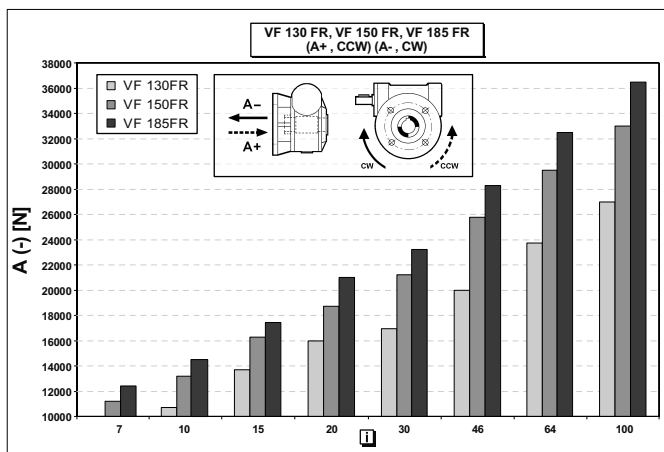 VF 130 FR, VF 150 FR, VF 185 FR
(A+ , CCW) (A- , CW)
38000
36000
34000
32000
30000
28000
26000
24000
22000
20000
18000
16000
14000
12000
10000
A (-) [N]
VF 130FR
VF 150FR
VF 185FR
A–
A+
CW
CCW
7
10
15
20
30
46
64
100
i